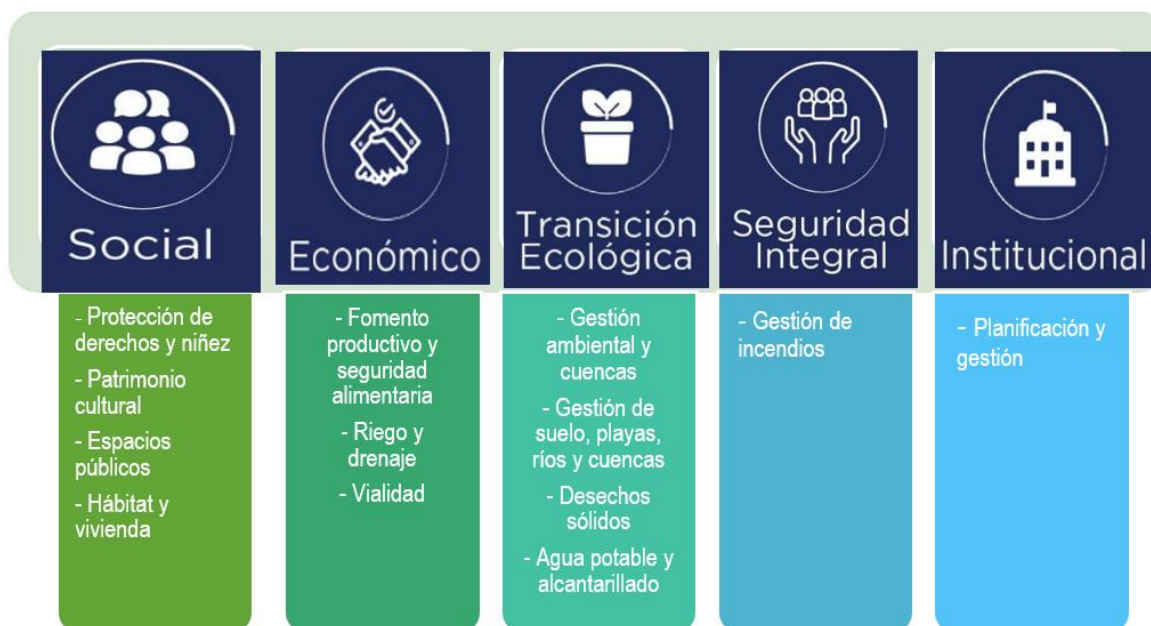 Social
- Protección de
derechos y niñez
- Patrimonio
cultural
- Espacios
públicos
- Hábitat y
vivienda
Económico
- Fomento
productivo y
seguridad
alimentaria
- Riego y
drenaje
- Vialidad
Transición
Ecológica
- Gestión
ambiental y
cuencas
- Gestión de
suelo, playas,
ríos y cuencas
- Desechos
sólidos
- Agua potable y
alcantarillado
Seguridad
Integral
- Gestión de
incendios
Institucional
- Planificación y
gestión